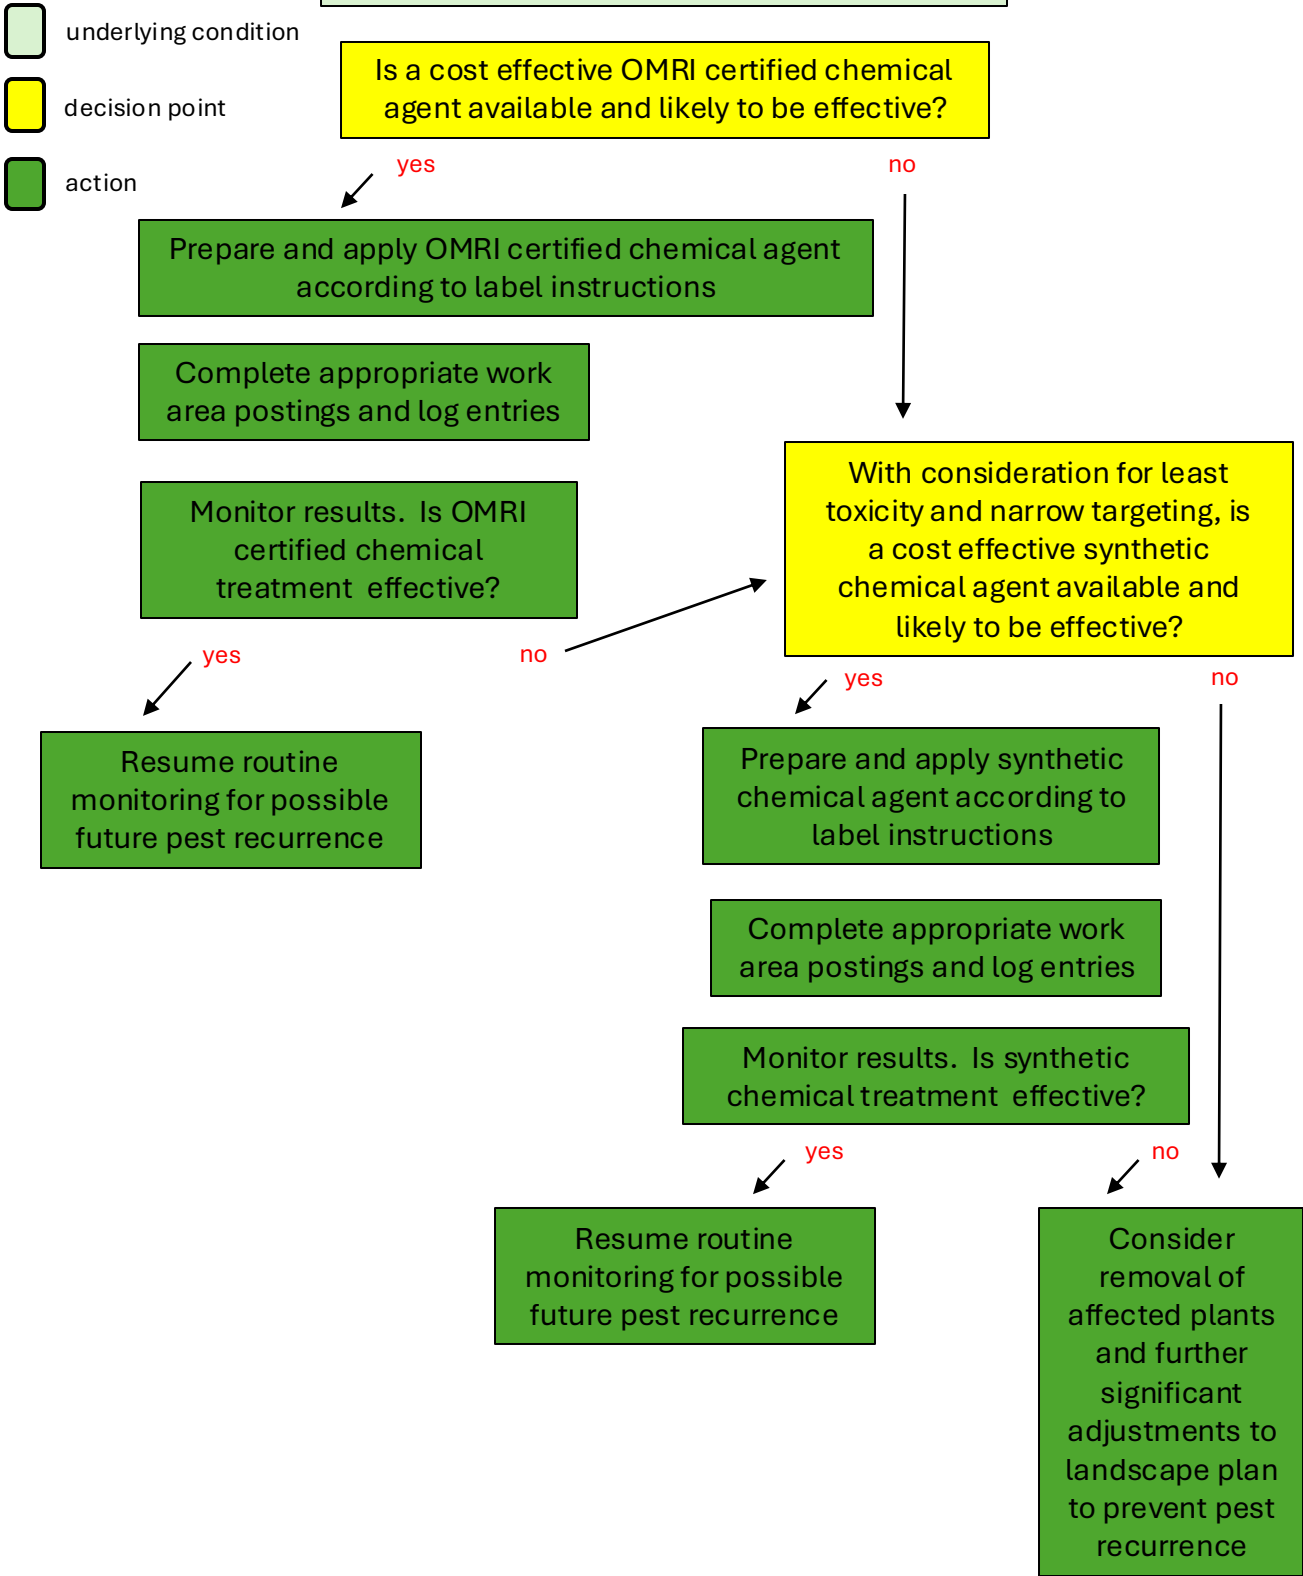 underlying condition
decision point
action
Is a cost effective OMRI certified chemical
agent available and likely to be effective?
yes
no
Prepare and apply OMRI certified chemical agent
according to label instructions
Complete appropriate work
area postings and log entries
Monitor results. Is OMRI
certified chemical
treatment effective?
yes
no
Resume routine
monitoring for possible
future pest recurrence
With consideration for least
toxicity and narrow targeting, is
a cost effective synthetic
chemical agent available and
likely to be effective?
yes
no
Prepare and apply synthetic
chemical agent according to
label instructions
Complete appropriate work
area postings and log entries
Monitor results. Is synthetic
chemical treatment effective?
yes
no
Resume routine
monitoring for possible
future pest recurrence
Consider
removal of
affected plants
and further
significant
adjustments to
landscape plan
to prevent pest
recurrence